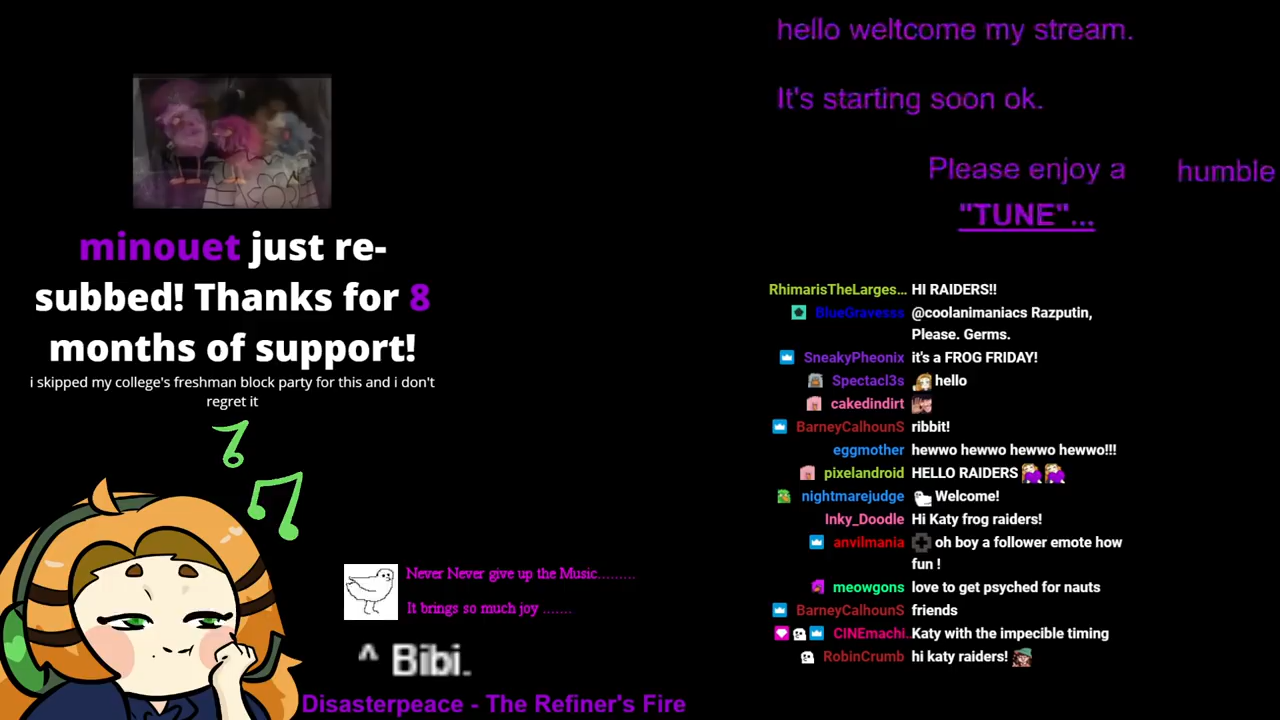 hello weltcome my stream.
It's starting soon ok.
Please enjoy a humble
"TUNE"...
minouet just re-
subbed! Thanks for 8
months of support!
i skipped my college's freshman block party for this and i don't
regret it
RhimarisTheLarges… HI RAIDERS!!
BlueGravesss @coolanimaniacs Razputin,
Please. Germs.
SneakyPheonix it's a FROG FRIDAY!
Spectacl3s hello
cakedindirt
BarneyCalhounS ribbit!
eggmother hewwo hewwo hewwo hewwo!!!
pixelandroid HELLO RAIDERS
nightmarejudge Welcome!
Inky_Doodle Hi Katy frog raiders!
anvilmania oh boy a follower emote how
fun !
meowgons love to get psyched for nauts
BarneyCalhounS friends
CINEmachi… Katy with the impecible timing
RobinCrumb hi katy raiders!
Never Never give up the Music.........
It brings so much joy .......
^ Bibi.
Disasterpeace - The Refiner's Fire